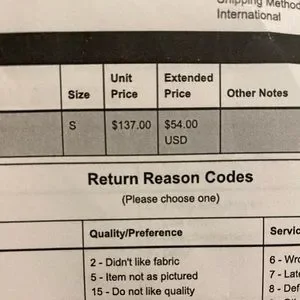 Shipping Method
International
Size
Unit Price
Extended Price
Other Notes
S
$137.00
$54.00 USD
Return Reason Codes
(Please choose one)
Quality/Preference
2 - Didn't like fabric
5 - Item not as pictured
15 - Do not like quality